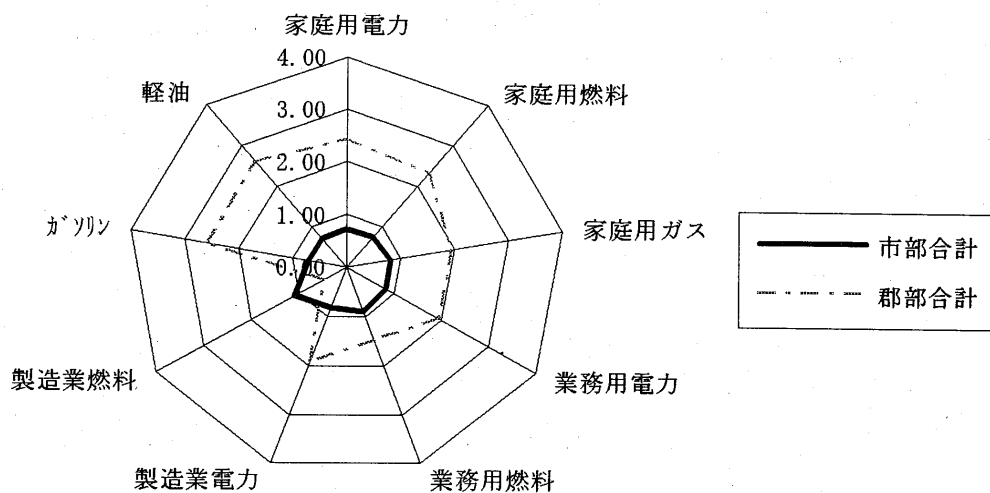 家庭用電力
家庭用燃料
家庭用ガス
業務用電力
業務用燃料
製造業電力
製造業燃料
ｶﾞｿﾘﾝ
軽油
4.00
3.00
2.00
1.00
0.00
市部合計
郡部合計